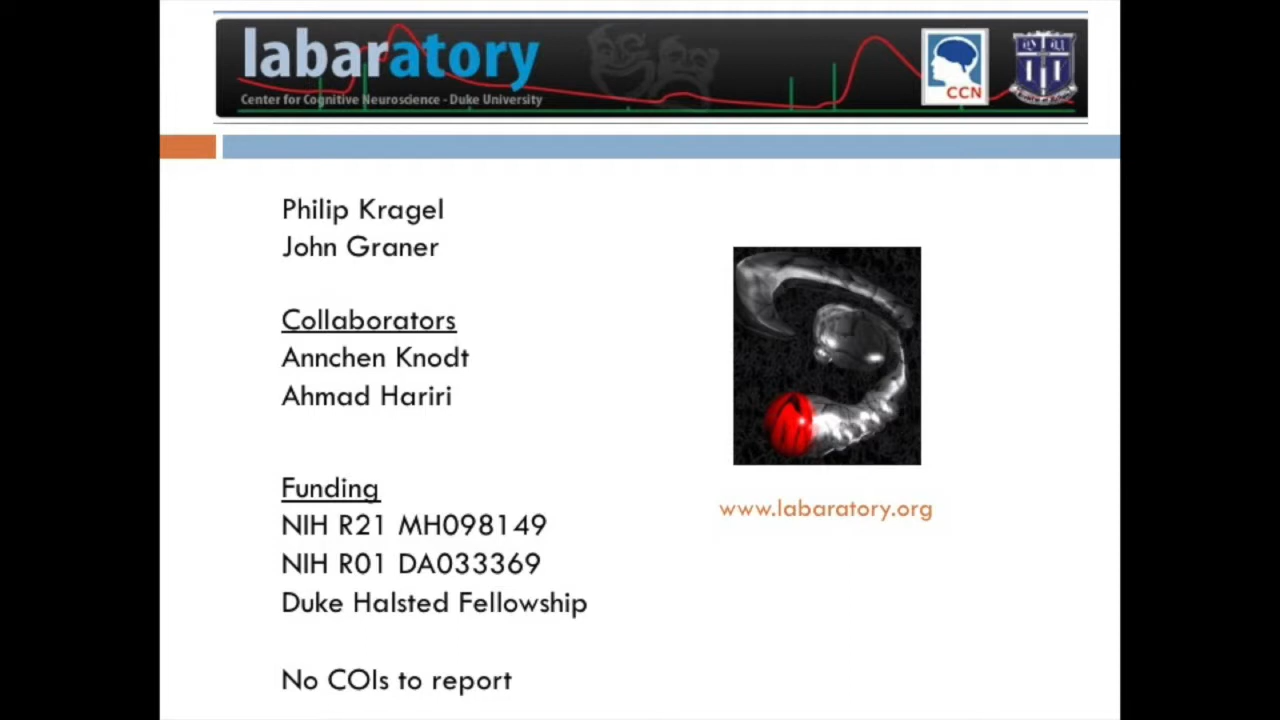 labaratory
Center for Cognitive Neuroscience - Duke University
CCN
Philip Kragel
John Graner
Collaborators
Annchen Knodt
Ahmad Hariri
Funding
NIH R21 MH098149
NIH R01 DA033369
Duke Halsted Fellowship
No COIs to report
www.labaratory.org